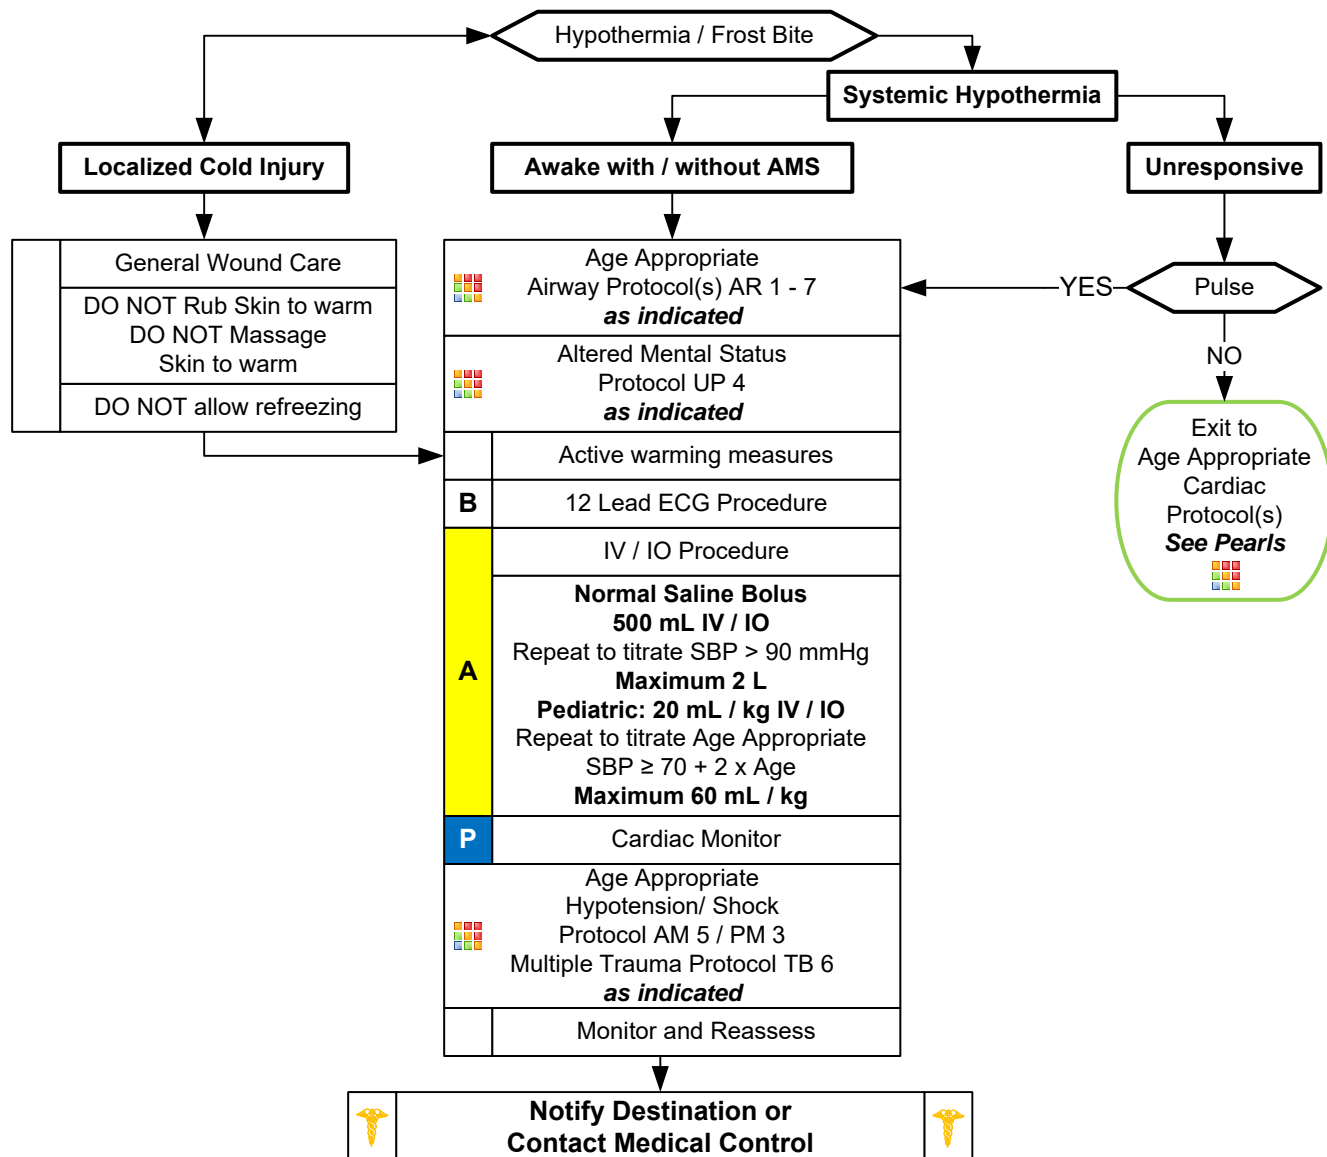 Hypothermia / Frost Bite
Systemic Hypothermia
Localized Cold Injury
Awake with / without AMS
Unresponsive
General Wound Care
DO NOT Rub Skin to warm
DO NOT Massage
Skin to warm
DO NOT allow refreezing
Age Appropriate
Airway Protocol(s) AR 1 - 7
as indicated
Altered Mental Status
Protocol UP 4
as indicated
Active warming measures
B
12 Lead ECG Procedure
A
IV / IO Procedure
Normal Saline Bolus
500 mL IV / IO
Repeat to titrate SBP > 90 mmHg
Maximum 2 L
Pediatric: 20 mL / kg IV / IO
Repeat to titrate Age Appropriate
SBP ≥ 70 + 2 x Age
Maximum 60 mL / kg
P
Cardiac Monitor
Age Appropriate
Hypotension/ Shock
Protocol AM 5 / PM 3
Multiple Trauma Protocol TB 6
as indicated
Monitor and Reassess
YES
Pulse
NO
Exit to
Age Appropriate
Cardiac
Protocol(s)
See Pearls
Notify Destination or
Contact Medical Control